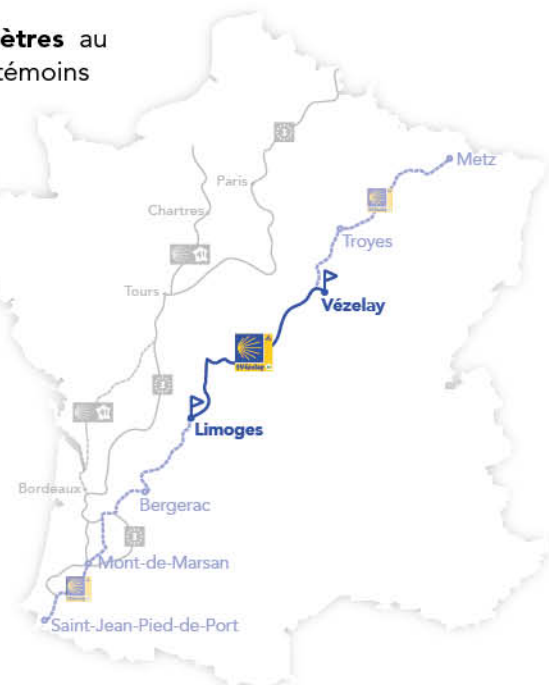 ètres au
témoins
Metz
Paris
Chartres
Troyes
Tours
Vézelay
Limoges
Bordeaux
Bergerac
Mont-de-Marsan
Saint-Jean-Pied-de-Port